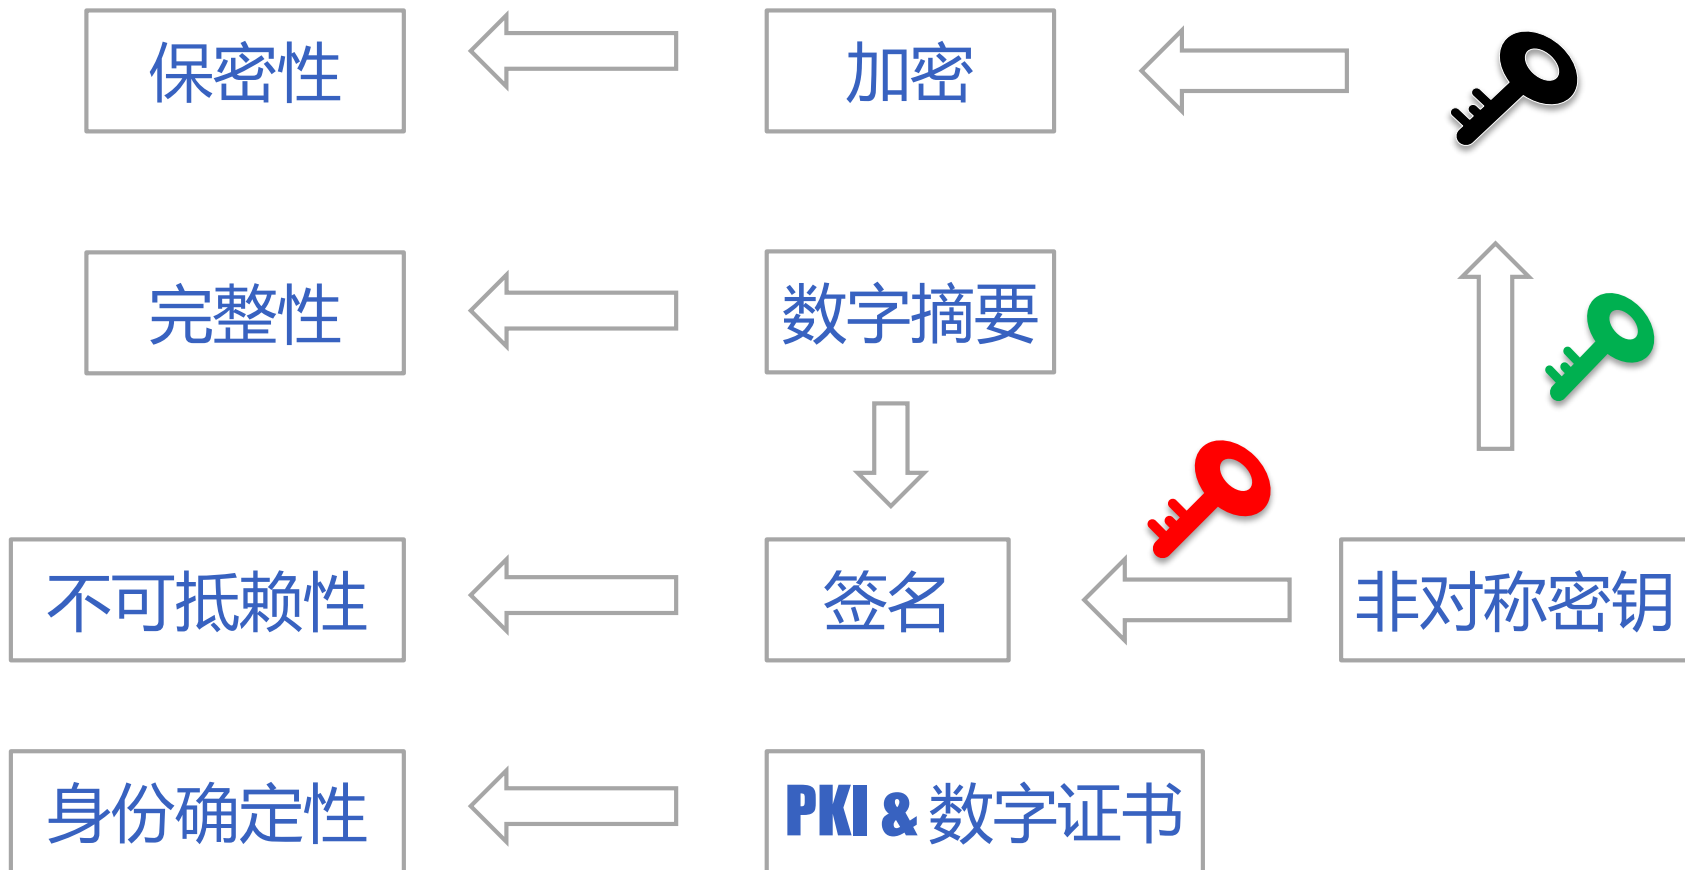 保密性
加密
完整性
数字摘要
不可抵赖性
签名
非对称密钥
身份确定性
PKI & 数字证书